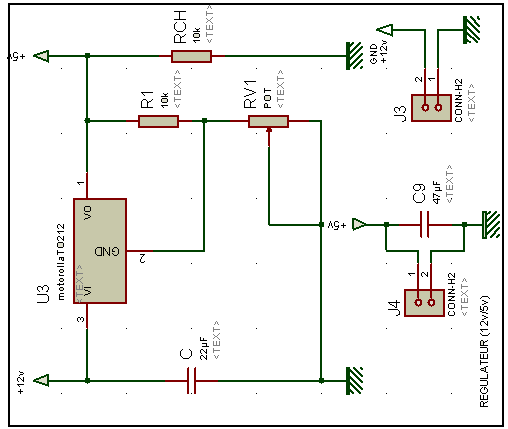 +5v
RCH
10k
<TEXT>
R1
10k
<TEXT>
RV1
POT
<TEXT>
GND
+12v
2
1
J3
CONN-H2
<TEXT>
1
VO
GND
2
U3
motorollaTO212
<TEXT>
VI
3
+5v
C9
47µF
<TEXT>
1
2
J4
CONN-H2
<TEXT>
+12v
C
22µF
<TEXT>
REGULATEUR (12v/5v)